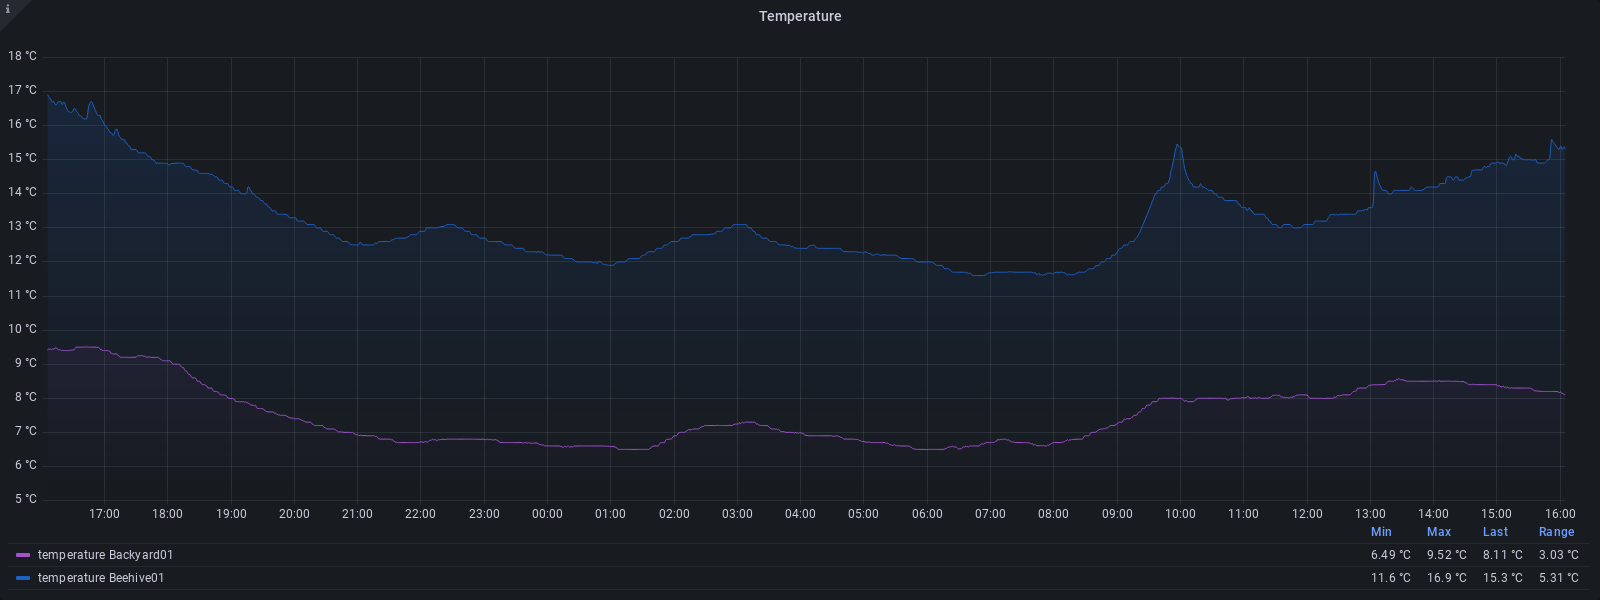 i
Temperature
18 °C
17 °C
16 °C
15 °C
14 °C
13 °C
12 °C
11 °C
10 °C
9 °C
8 °C
7 °C
6 °C
5 °C
17:00 18:00 19:00 20:00 21:00 22:00 23:00 00:00 01:00 02:00 03:00 04:00 05:00 06:00 07:00 08:00 09:00 10:00 11:00 12:00 13:00 14:00 15:00 16:00
Min Max Last Range
temperature Backyard01 6.49 °C 9.52 °C 8.11 °C 3.03 °C
temperature Beehive01 11.6 °C 16.9 °C 15.3 °C 5.31 °C